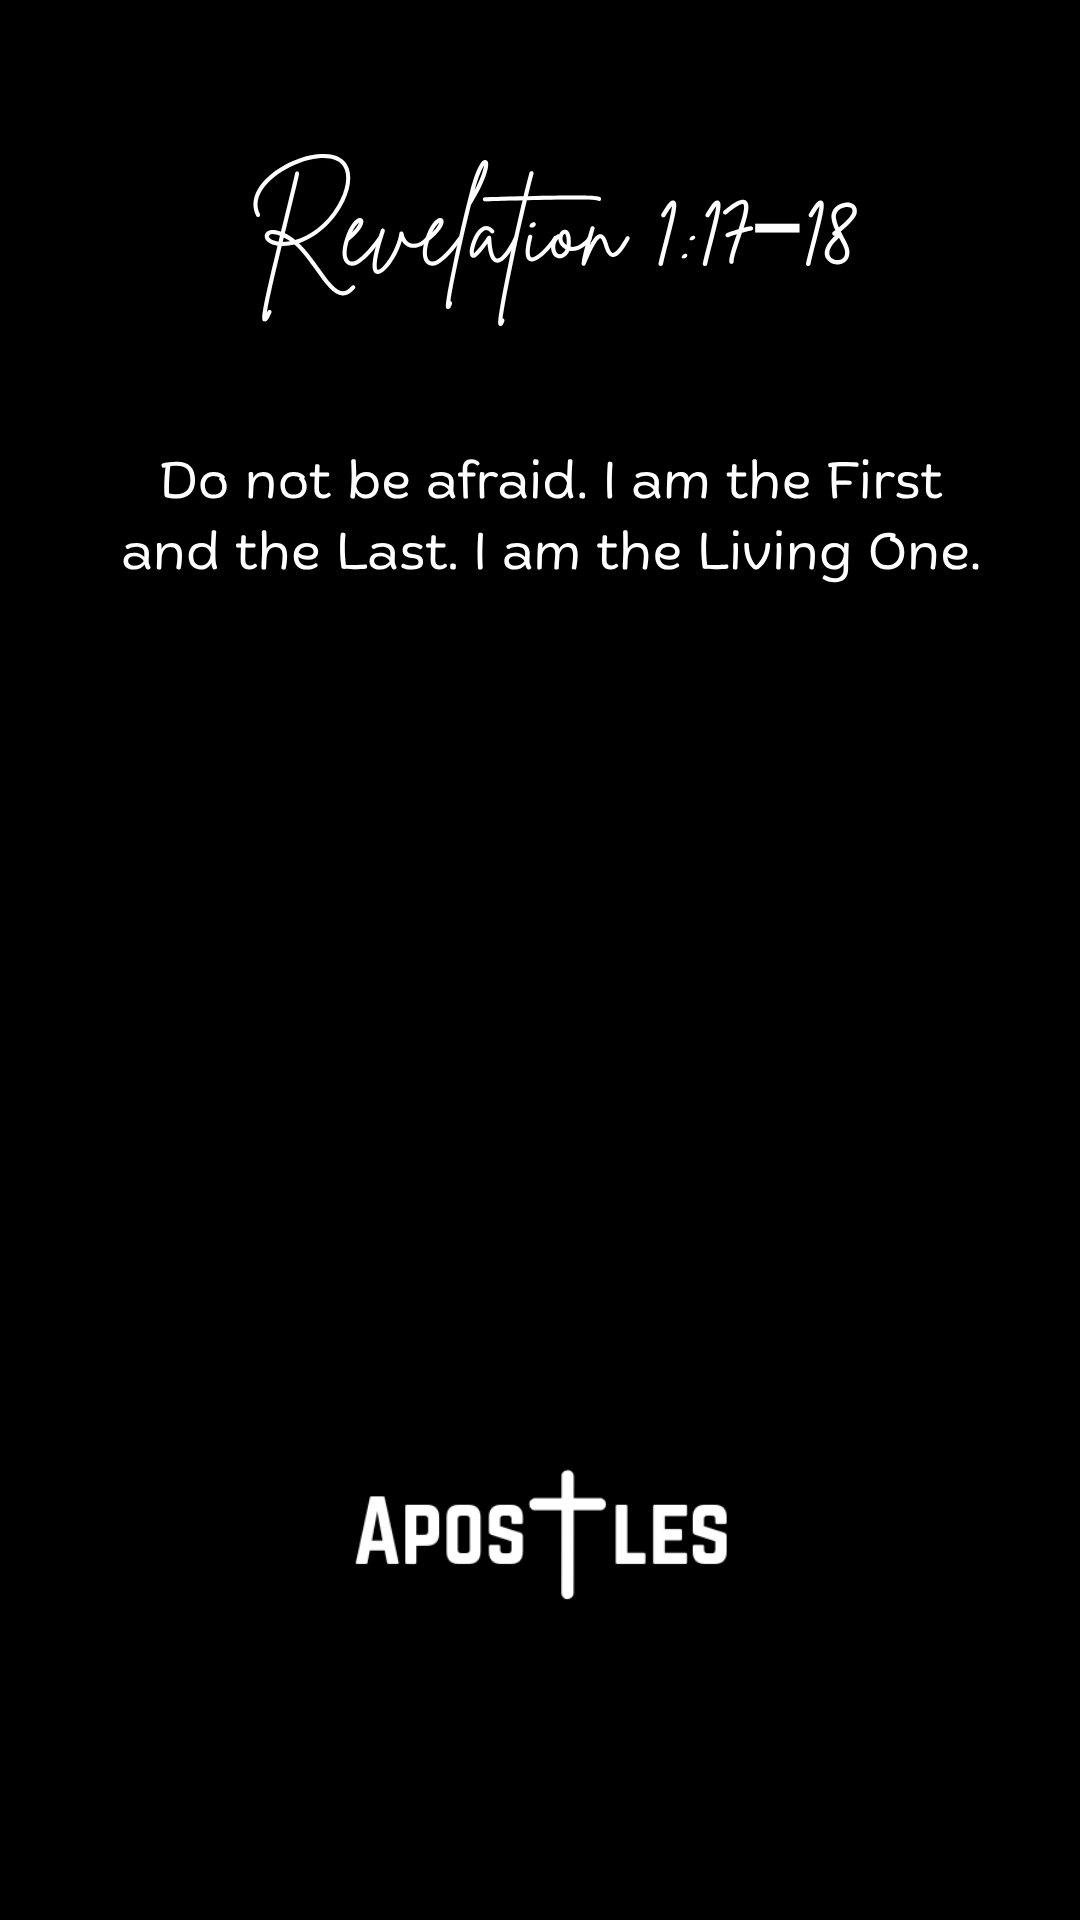 Revelation 1:17–18
Do not be afraid. I am the First
and the Last. I am the Living One.
APOSTLES